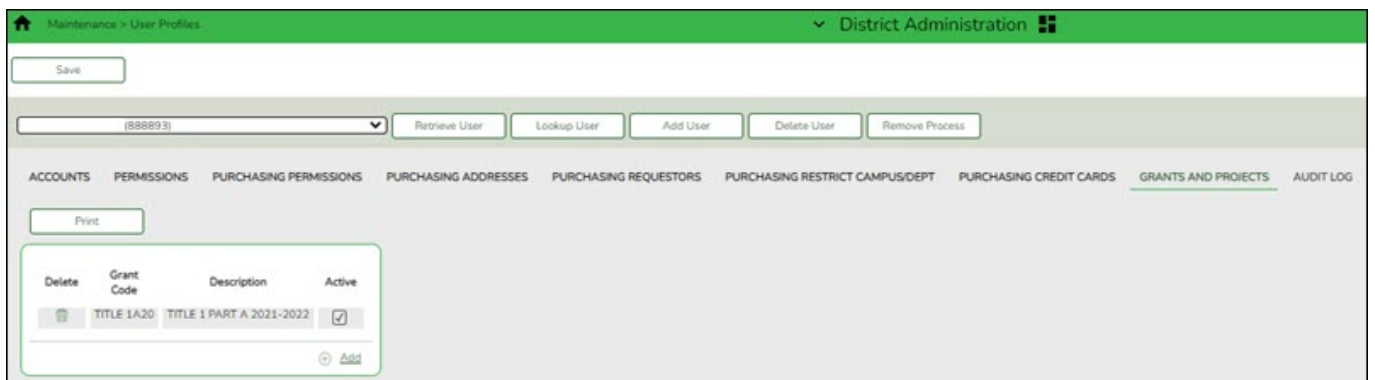 Maintenance > User Profiles District Administration
Save
(888893) Retrieve User Lookup User Add User Delete User Remove Process
ACCOUNTS PERMISSIONS PURCHASING PERMISSIONS PURCHASING ADDRESSES PURCHASING REQUESTORS PURCHASING RESTRICT CAMPUS/DEPT PURCHASING CREDIT CARDS GRANTS AND PROJECTS AUDIT LOG
Print
Delete Grant Code Description Active
TITLE 1A20 TITLE 1 PART A 2021-2022
Add